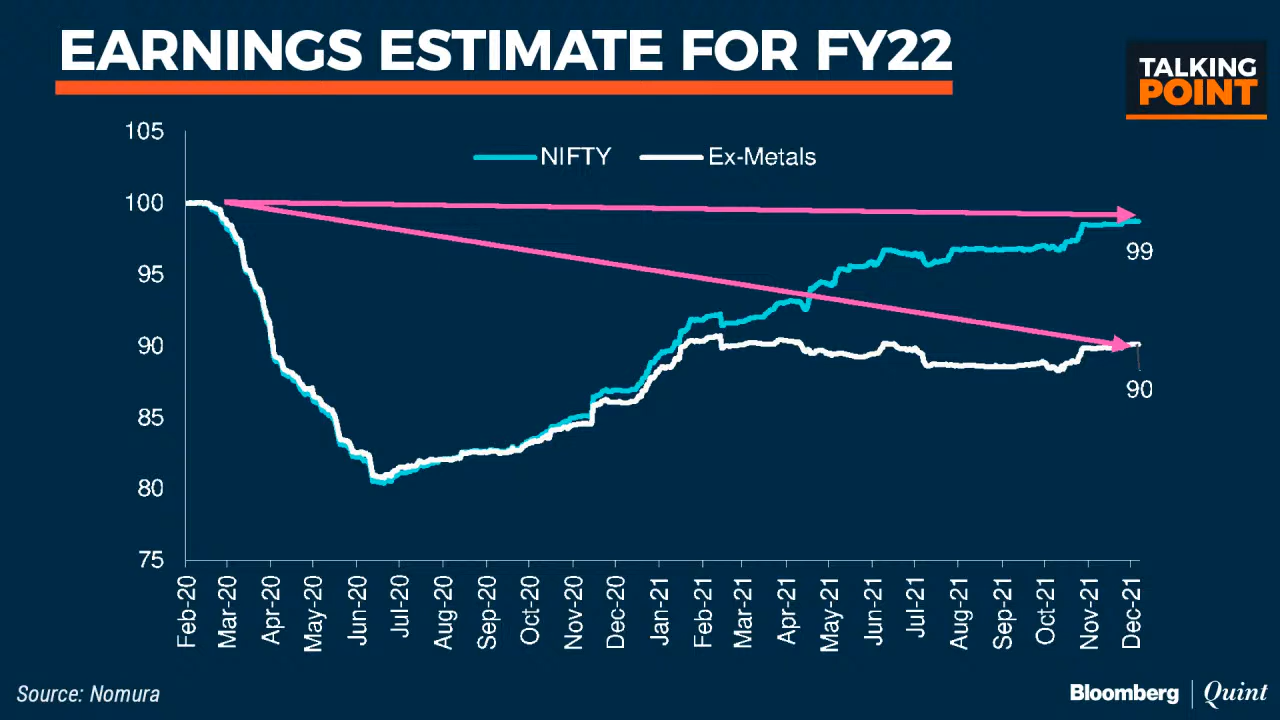 EARNINGS ESTIMATE FOR FY22
TALKING
POINT
NIFTY Ex-Metals
105
100
95
90
85
80
75
99
90
Feb-20 Mar-20 Apr-20 May-20 Jun-20 Jul-20 Aug-20 Sep-20 Oct-20 Nov-20 Dec-20 Jan-21 Feb-21 Mar-21 Apr-21 May-21 Jun-21 Jul-21 Aug-21 Sep-21 Oct-21 Nov-21 Dec-21
Source: Nomura
Bloomberg | Quint